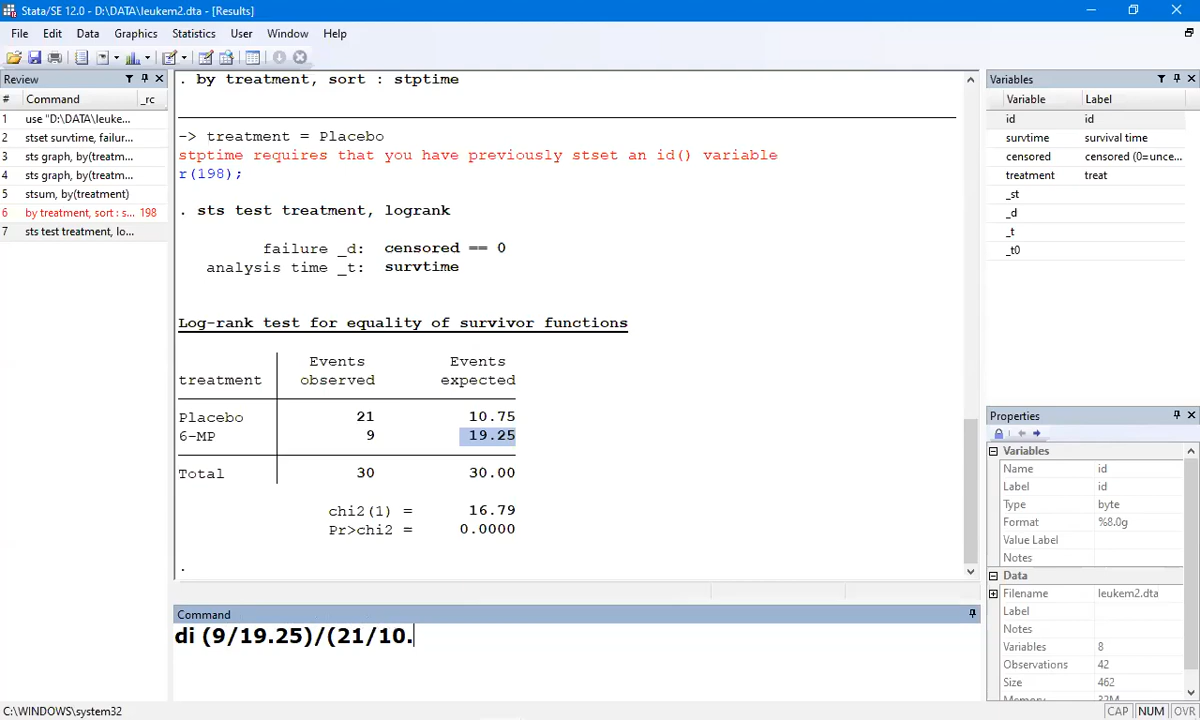 Stata/SE 12.0 - D:\DATA\leukem2.dta - [Results]
File Edit Data Graphics Statistics User Window Help
Review
# Command _rc
1 use "D:\DATA\leuke...
2 stset survtime, failur...
3 sts graph, by(treatm...
4 sts graph, by(treatm...
5 stsum, by(treatment)
6 by treatment, sort : s... 198
7 sts test treatment, lo...
. by treatment, sort : stptime
-> treatment = Placebo
stptime requires that you have previously stset an id() variable
r(198);
. sts test treatment, logrank
failure _d: censored == 0
analysis time _t: survtime
Log-rank test for equality of survivor functions
Events Events
treatment observed expected
Placebo 21 10.75
6-MP 9 19.25
Total 30 30.00
chi2(1) = 16.79
Pr>chi2 = 0.0000
.
Command
di (9/19.25)/(21/10.
Variables
Variable Label
id id
survtime survival time
censored censored (0=unce...
treatment treat
_st
_d
_t
_t0
Properties
Variables
Name id
Label id
Type byte
Format %8.0g
Value Label
Notes
Data
Filename leukem2.dta
Label
Notes
Variables 8
Observations 42
Size 462
Memory 32M
C:\WINDOWS\system32
CAP NUM OVR